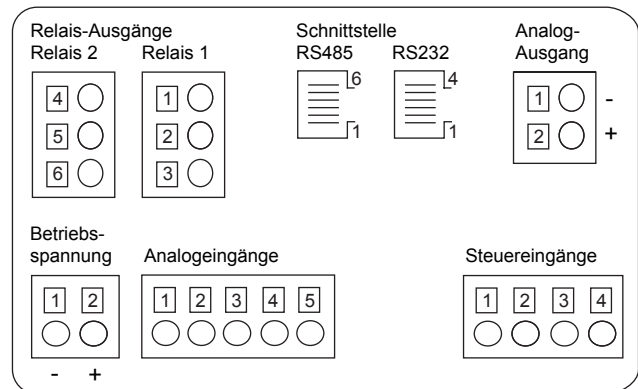 Relais-Ausgänge
Relais 2
Relais 1
4
5
6
1
2
3
Schnittstelle
RS485
RS232
6
1
4
1
Analog-
Ausgang
1
-
2
+
Betriebs-
spannung
1 2
- +
Analogeingänge
1 2 3 4 5
Steuereingänge
1 2 3 4